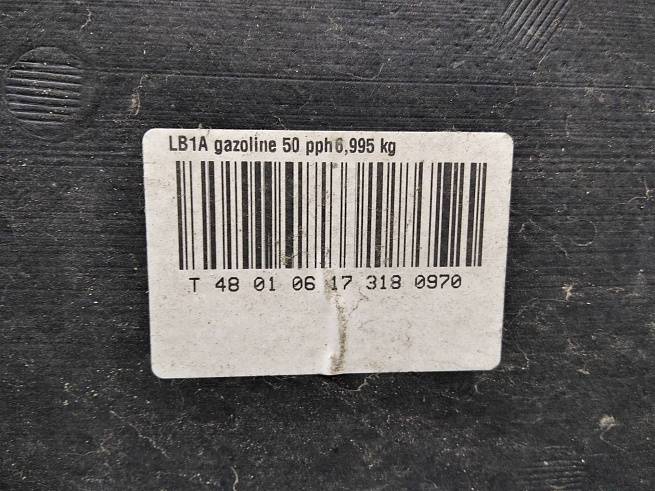 LB1A gazoline 50 pph6,995 kg
T 48 01 06 17 318 0970